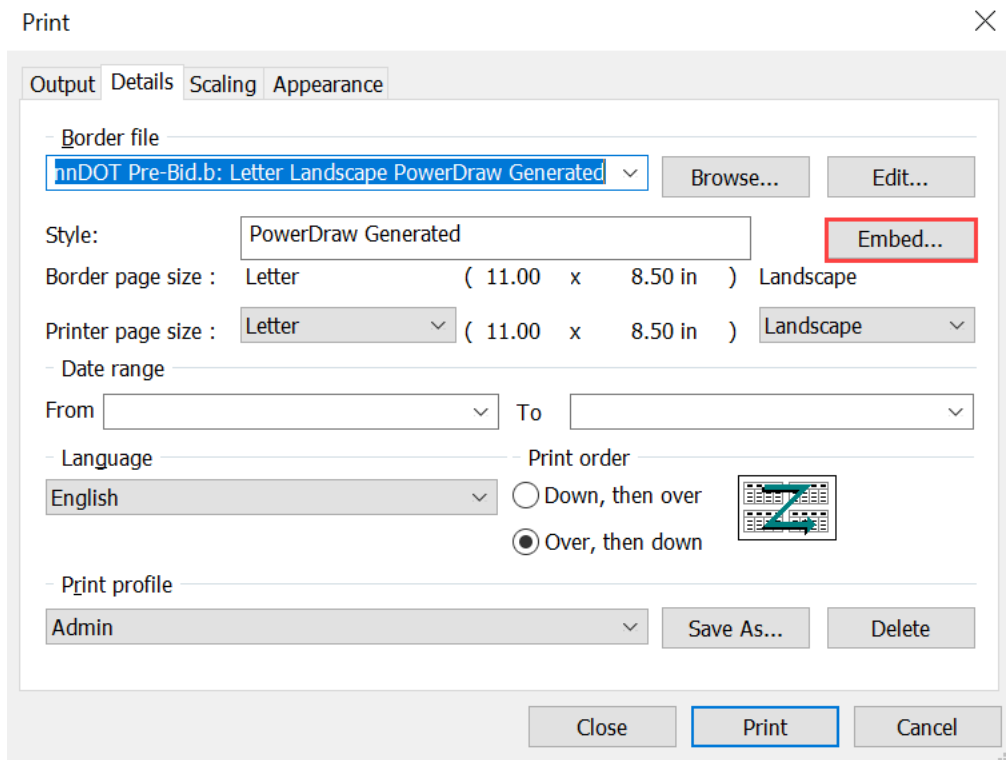 Print
Output Details Scaling Appearance
Border file
nnDOT Pre-Bid.b: Letter Landscape PowerDraw Generated
Browse... Edit...
Style: PowerDraw Generated Embed...
Border page size : Letter ( 11.00 x 8.50 in ) Landscape
Printer page size : Letter ( 11.00 x 8.50 in ) Landscape
Date range
From To
Language Print order
English Down, then over
Over, then down
Print profile
Admin Save As... Delete
Close Print Cancel